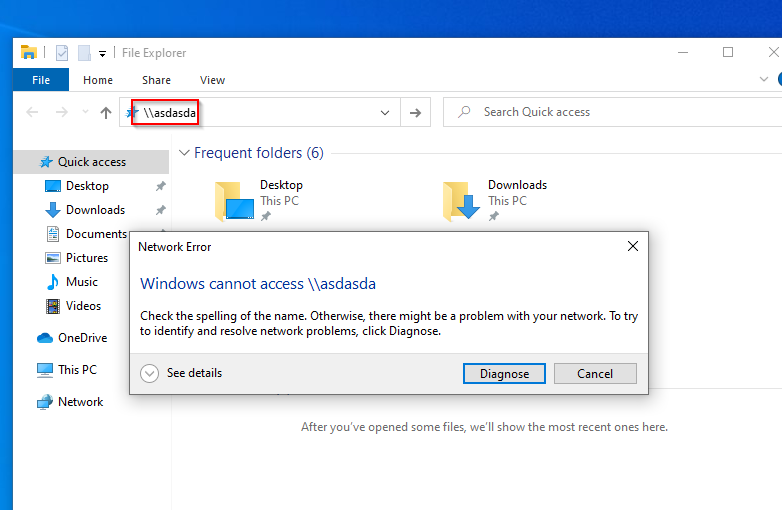 File Explorer
File Home Share View
\\asdasda
Search Quick access
Quick access
Desktop
Downloads
Documents
Pictures
Music
Videos
OneDrive
This PC
Network
Frequent folders (6)
Desktop
This PC
Downloads
This PC
Network Error
Windows cannot access \\asdasda
Check the spelling of the name. Otherwise, there might be a problem with your network. To try
to identify and resolve network problems, click Diagnose.
See details
Diagnose
Cancel
After you've opened some files, we'll show the most recent ones here.